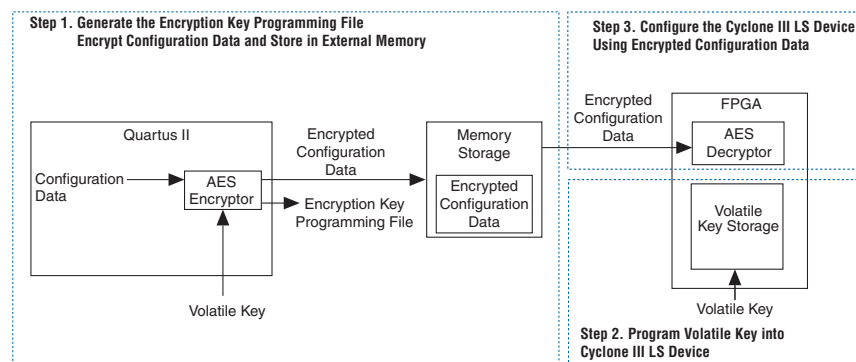 Step 1. Generate the Encryption Key Programming File
Encrypt Configuration Data and Store in External Memory
Quartus II
Configuration
Data
AES
Encryptor
Encrypted
Configuration
Data
Encryption Key
Programming File
Volatile Key
Memory
Storage
Encrypted
Configuration
Data
Step 3. Configure the Cyclone III LS Device
Using Encrypted Configuration Data
Encrypted
Configuration
Data
FPGA
AES
Decryptor
Volatile
Key Storage
Volatile Key
Step 2. Program Volatile Key into
Cyclone III LS Device